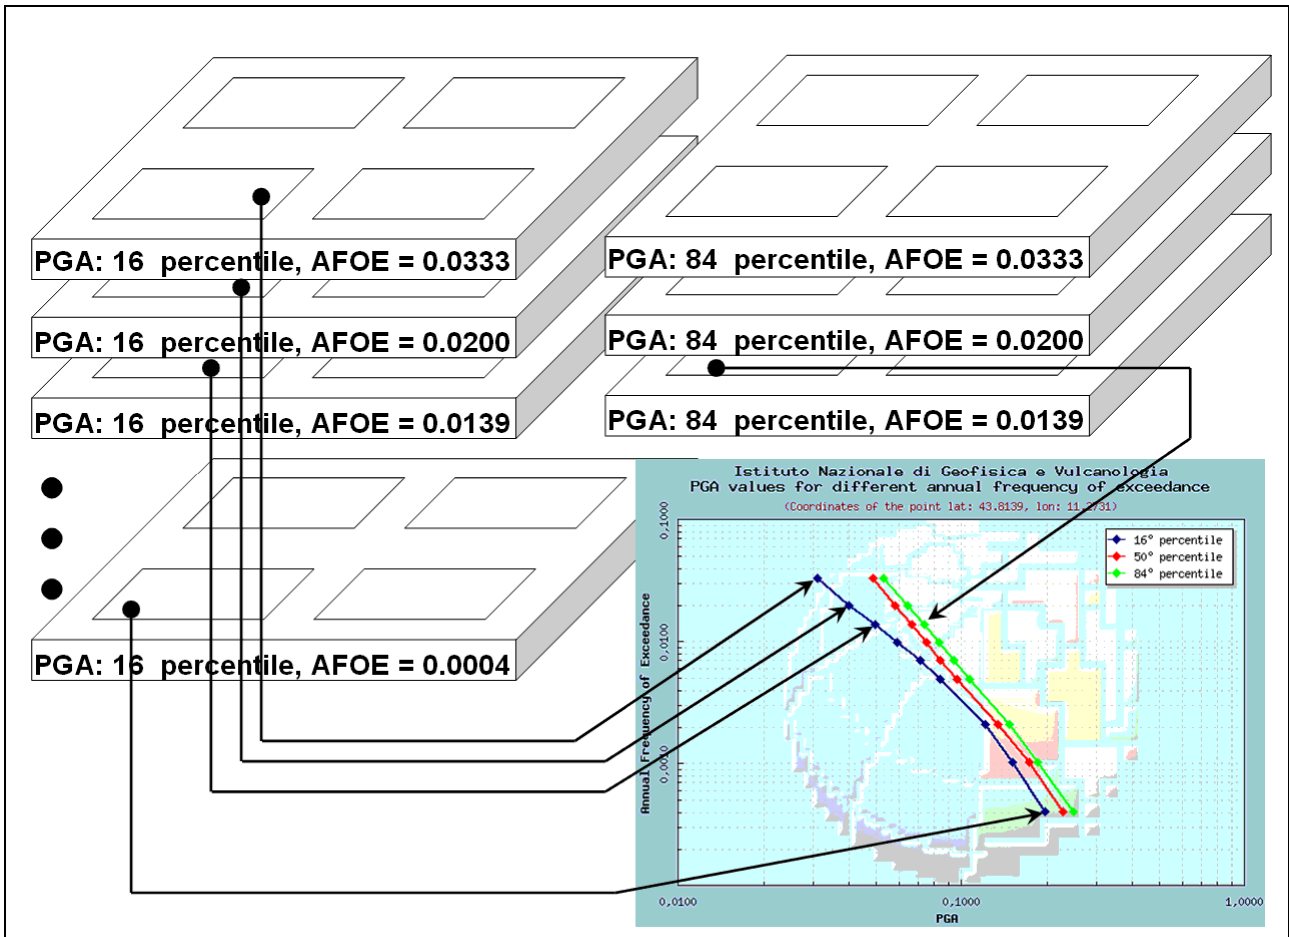 PGA: 16 percentile, AFOE = 0.0333
PGA: 16 percentile, AFOE = 0.0200
PGA: 16 percentile, AFOE = 0.0139
PGA: 16 percentile, AFOE = 0.0004
PGA: 84 percentile, AFOE = 0.0333
PGA: 84 percentile, AFOE = 0.0200
PGA: 84 percentile, AFOE = 0.0139
Istituto Nazionale di Geofisica e Vulcanologia
PGA values for different annual frequency of exceedance
(Coordinates of the point lat: 43.8139, lon: 11.2731)
16° percentile
50° percentile
84° percentile
Annual Frequency of Exceedance
0,1000
0,0100
0,0010
0,0100
0,1000
1,0000
PGA